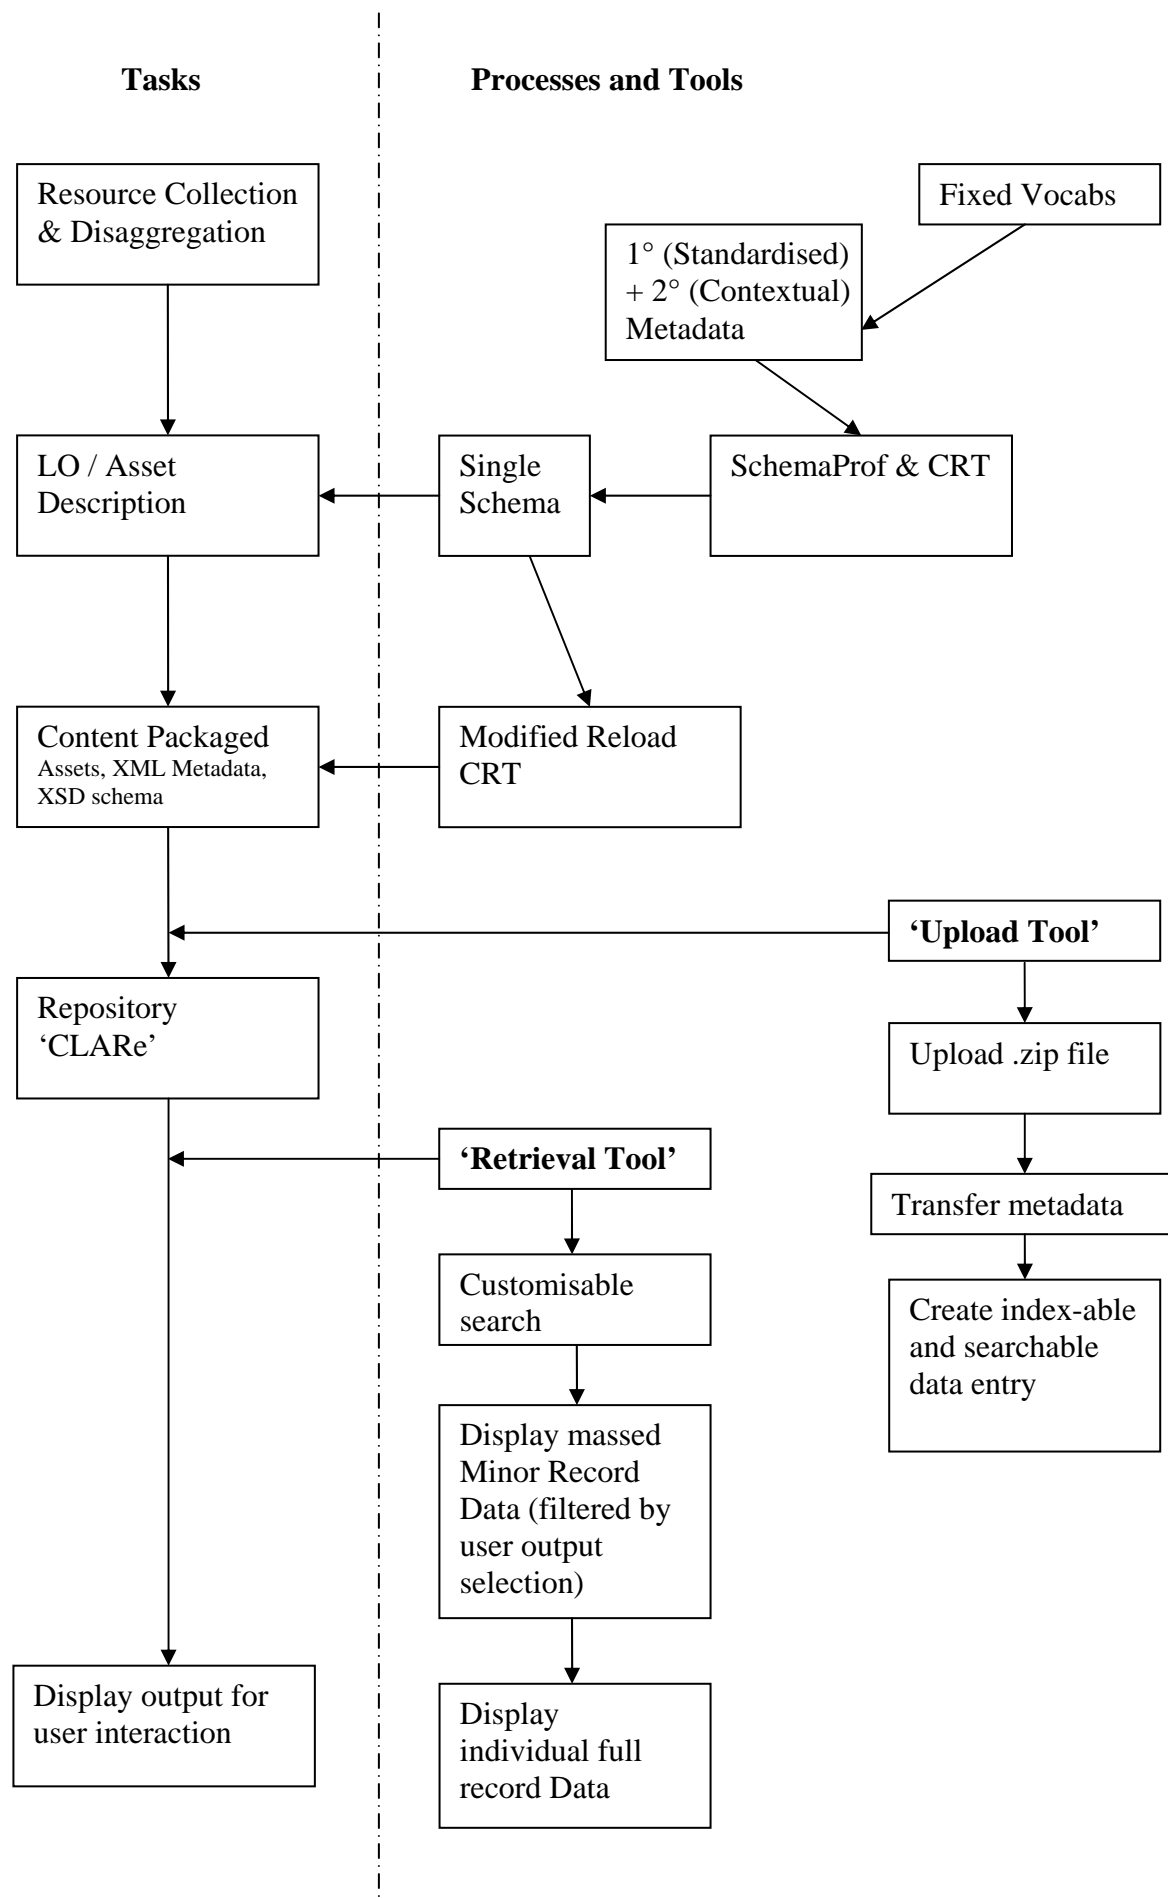 Tasks
Processes and Tools
Resource Collection
& Disaggregation
Fixed Vocabs
1° (Standardised)
+ 2° (Contextual)
Metadata
LO / Asset
Description
Single
Schema
SchemaProf & CRT
Content Packaged
Assets, XML Metadata,
XSD schema
Modified Reload
CRT
‘Upload Tool’
Repository
‘CLARe’
Upload .zip file
‘Retrieval Tool’
Transfer metadata
Customisable
search
Create index-able
and searchable
data entry
Display massed
Minor Record
Data (filtered by
user output
selection)
Display output for
user interaction
Display
individual full
record Data